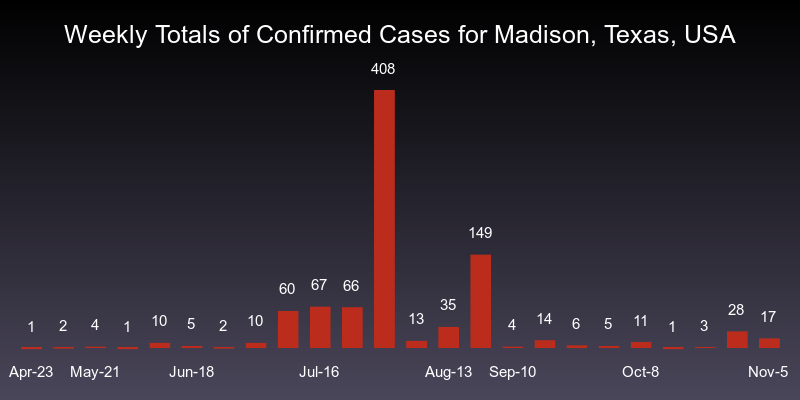 Weekly Totals of Confirmed Cases for Madison, Texas, USA
408
149
60 67 66
13 35
1 2 4 1 10 5 2 10
4 14 6 5 11 1 3 28 17
Apr-23 May-21 Jun-18 Jul-16 Aug-13 Sep-10 Oct-8 Nov-5